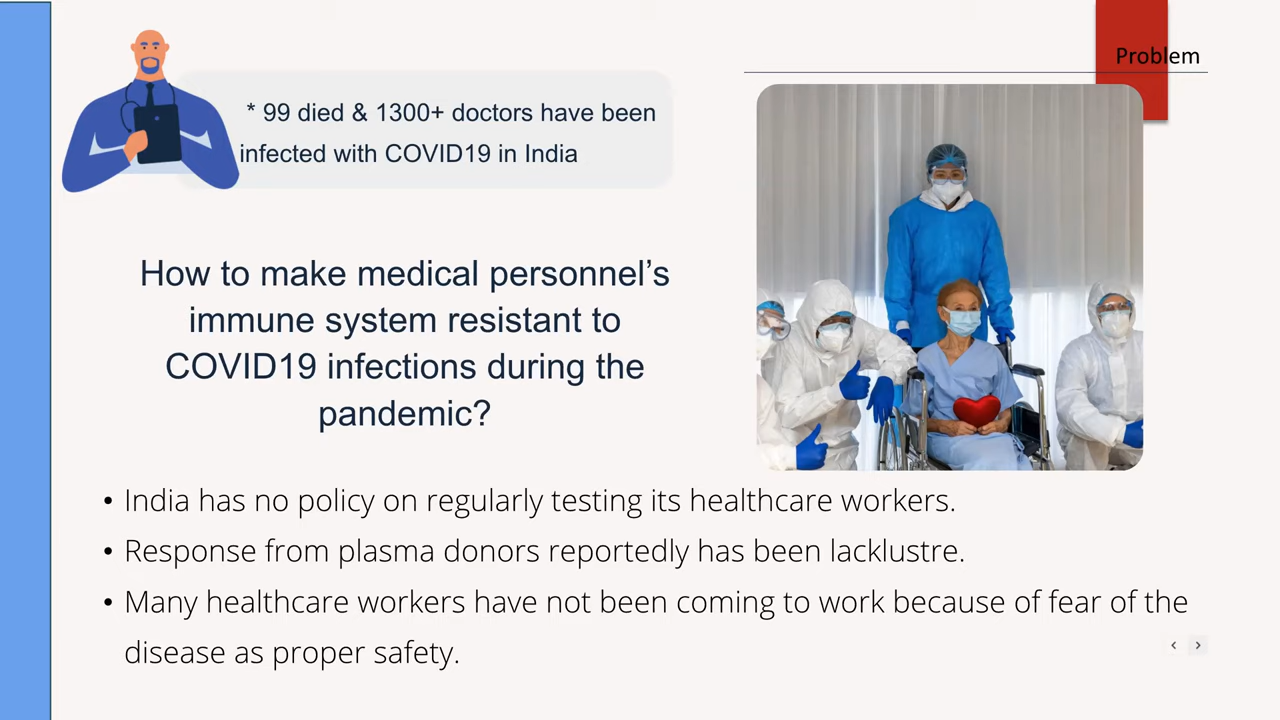 Problem
* 99 died & 1300+ doctors have been
infected with COVID19 in India
How to make medical personnel’s
immune system resistant to
COVID19 infections during the
pandemic?
• India has no policy on regularly testing its healthcare workers.
• Response from plasma donors reportedly has been lacklustre.
• Many healthcare workers have not been coming to work because of fear of the
disease as proper safety.